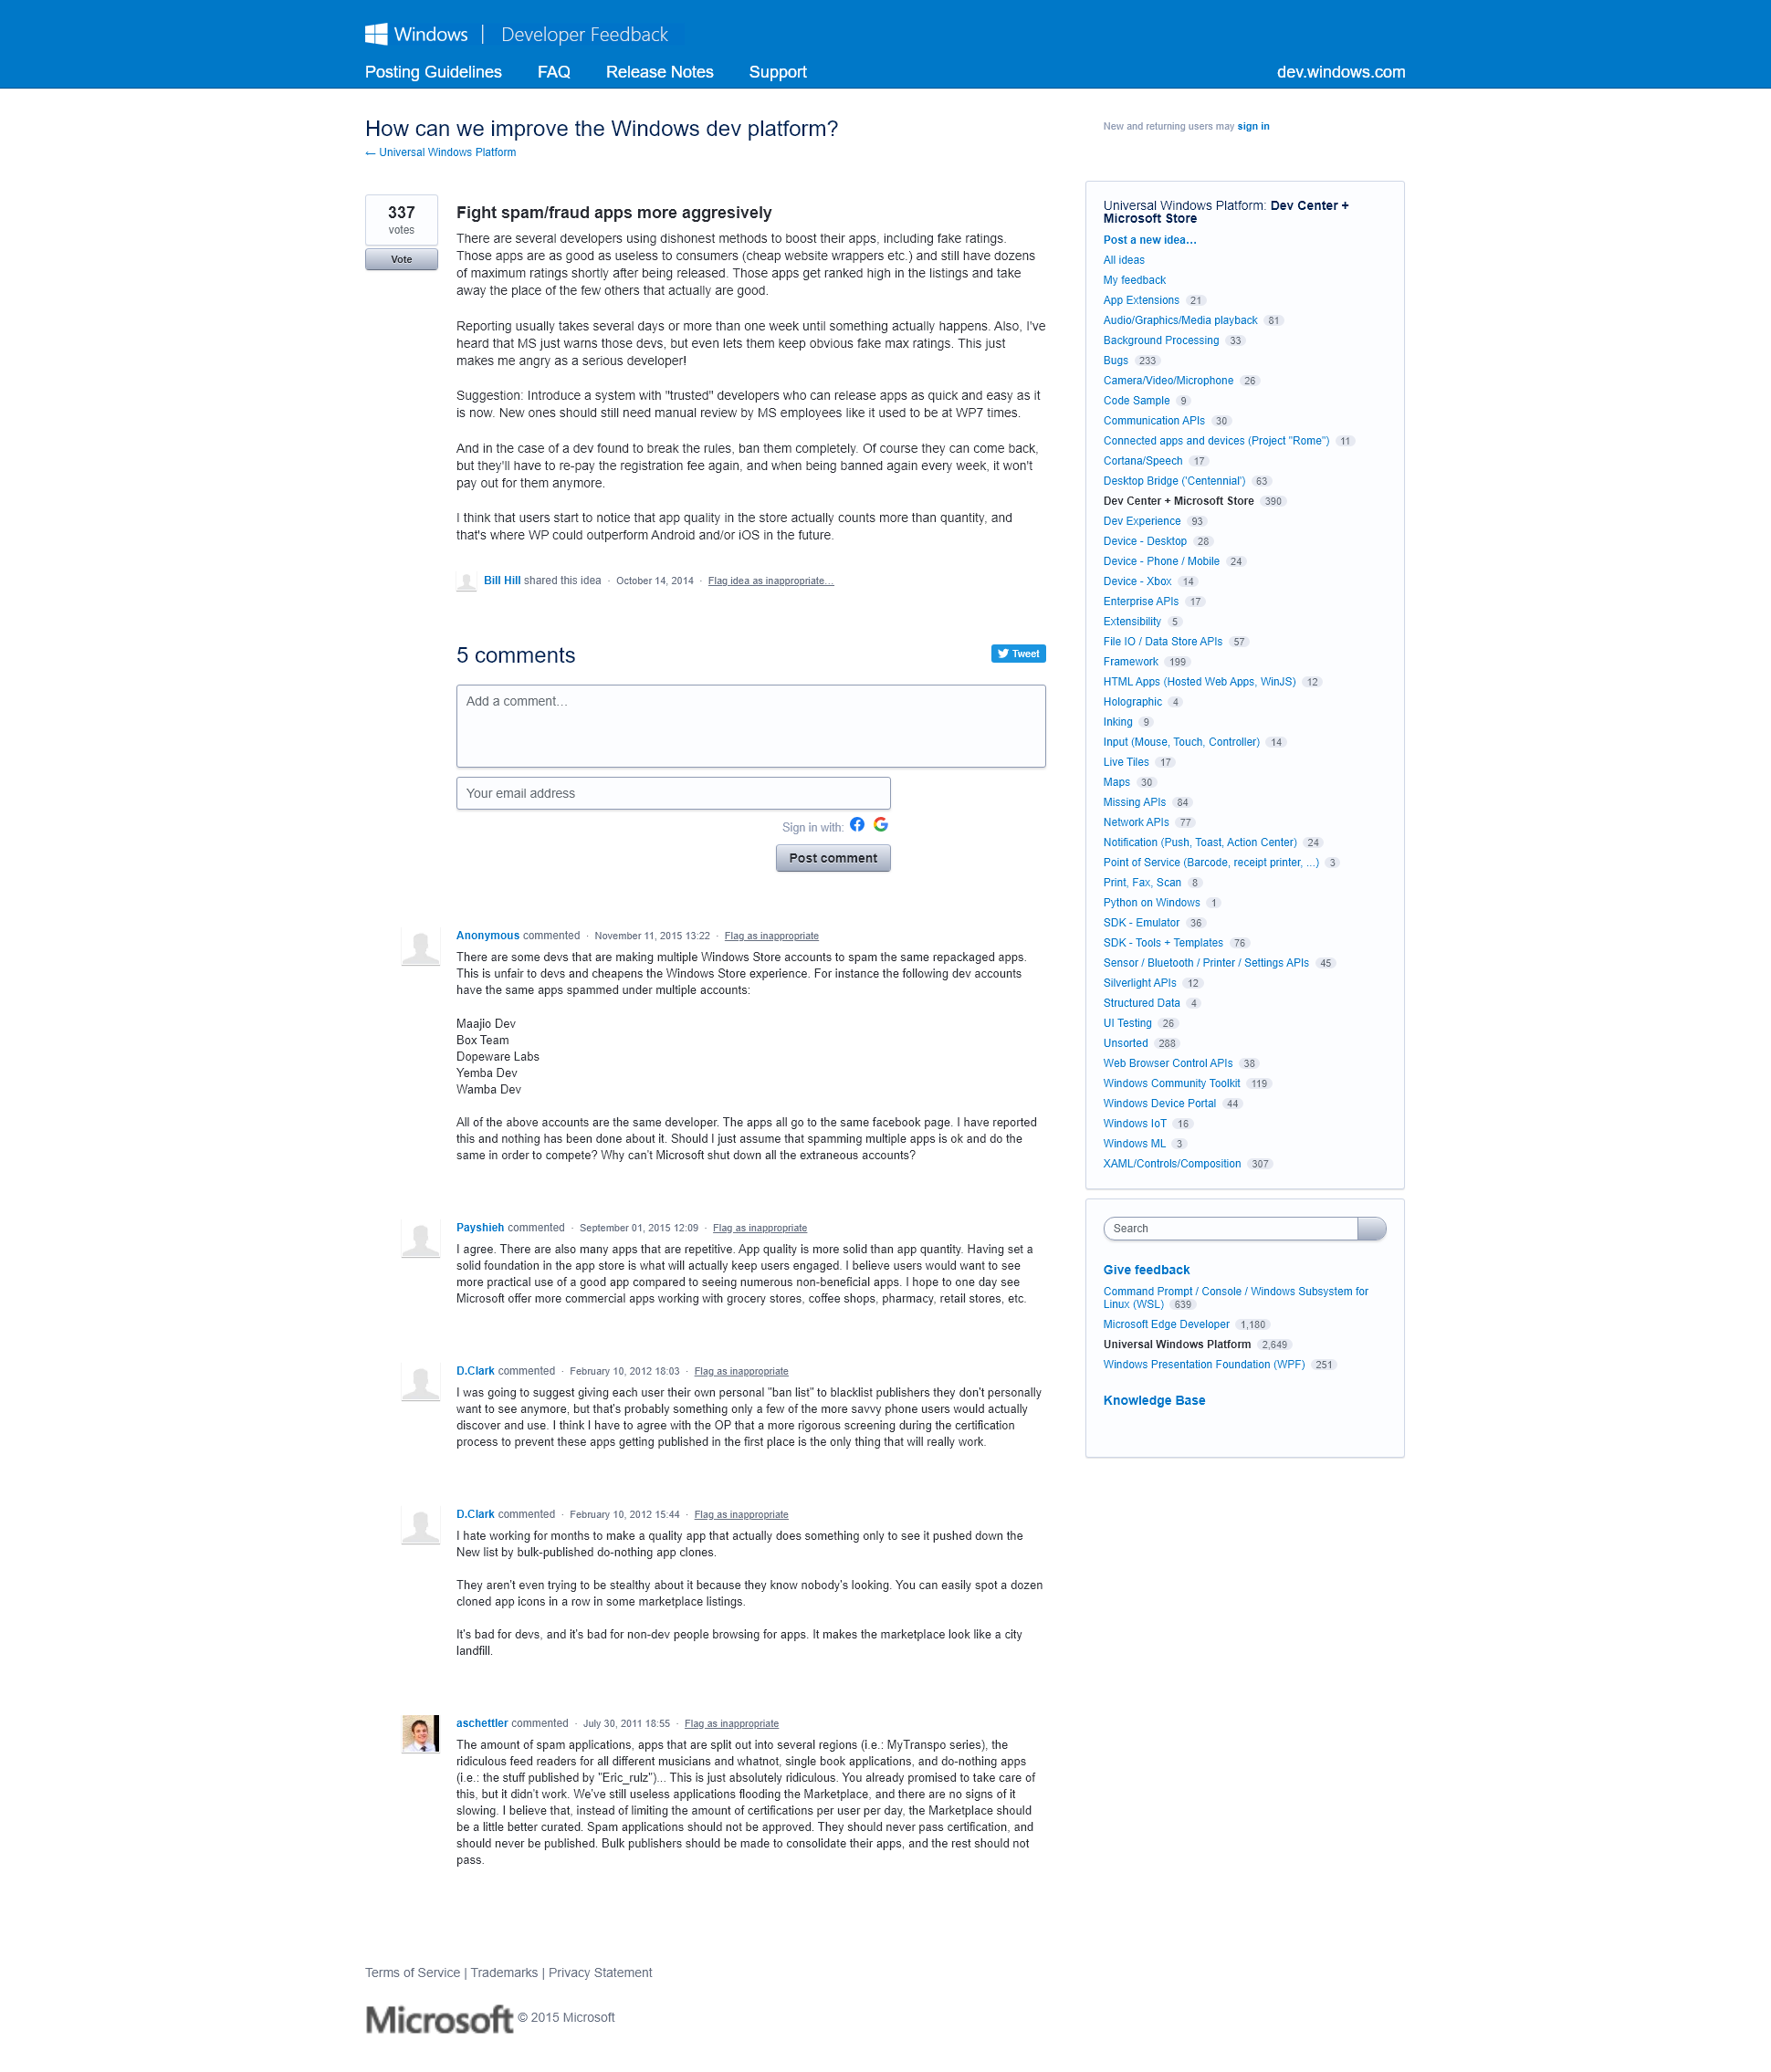 Windows | Developer Feedback
Posting Guidelines FAQ Release Notes Support dev.windows.com
How can we improve the Windows dev platform?
← Universal Windows Platform
New and returning users may sign in
337
votes
Vote
Fight spam/fraud apps more aggresively
There are several developers using dishonest methods to boost their apps, including fake ratings.
Those apps are as good as useless to consumers (cheap website wrappers etc.) and still have dozens
of maximum ratings shortly after being released. Those apps get ranked high in the listings and take
away the place of the few others that actually are good.
Reporting usually takes several days or more than one week until something actually happens. Also, I've
heard that MS just warns those devs, but even lets them keep obvious fake max ratings. This just
makes me angry as a serious developer!
Suggestion: Introduce a system with "trusted" developers who can release apps as quick and easy as it
is now. New ones should still need manual review by MS employees like it used to be at WP7 times.
And in the case of a dev found to break the rules, ban them completely. Of course they can come back,
but they'll have to re-pay the registration fee again, and when being banned again every week, it won't
pay out for them anymore.
I think that users start to notice that app quality in the store actually counts more than quantity, and
that's where WP could outperform Android and/or iOS in the future.
Bill Hill shared this idea · October 14, 2014 · Flag idea as inappropriate…
5 comments
Tweet
Add a comment…
Your email address
Sign in with:
Post comment
Anonymous commented · November 11, 2015 13:22 · Flag as inappropriate
There are some devs that are making multiple Windows Store accounts to spam the same repackaged apps.
This is unfair to devs and cheapens the Windows Store experience. For instance the following dev accounts
have the same apps spammed under multiple accounts:
Maajio Dev
Box Team
Dopeware Labs
Yemba Dev
Wamba Dev
All of the above accounts are the same developer. The apps all go to the same facebook page. I have reported
this and nothing has been done about it. Should I just assume that spamming multiple apps is ok and do the
same in order to compete? Why can't Microsoft shut down all the extraneous accounts?
Payshieh commented · September 01, 2015 12:09 · Flag as inappropriate
I agree. There are also many apps that are repetitive. App quality is more solid than app quantity. Having set a
solid foundation in the app store is what will actually keep users engaged. I believe users would want to see
more practical use of a good app compared to seeing numerous non-beneficial apps. I hope to one day see
Microsoft offer more commercial apps working with grocery stores, coffee shops, pharmacy, retail stores, etc.
D.Clark commented · February 10, 2012 18:03 · Flag as inappropriate
I was going to suggest giving each user their own personal "ban list" to blacklist publishers they don't personally
want to see anymore, but that's probably something only a few of the more savvy phone users would actually
discover and use. I think I have to agree with the OP that a more rigorous screening during the certification
process to prevent these apps getting published in the first place is the only thing that will really work.
D.Clark commented · February 10, 2012 15:44 · Flag as inappropriate
I hate working for months to make a quality app that actually does something only to see it pushed down the
New list by bulk-published do-nothing app clones.
They aren't even trying to be stealthy about it because they know nobody's looking. You can easily spot a dozen
cloned app icons in a row in some marketplace listings.
It's bad for devs, and it's bad for non-dev people browsing for apps. It makes the marketplace look like a city
landfill.
aschettler commented · July 30, 2011 18:55 · Flag as inappropriate
The amount of spam applications, apps that are split out into several regions (i.e.: MyTranspo series), the
ridiculous feed readers for all different musicians and whatnot, single book applications, and do-nothing apps
(i.e.: the stuff published by "Eric_rulz")... This is just absolutely ridiculous. You already promised to take care of
this, but it didn't work. We've still useless applications flooding the Marketplace, and there are no signs of it
slowing. I believe that, instead of limiting the amount of certifications per user per day, the Marketplace should
be a little better curated. Spam applications should not be approved. They should never pass certification, and
should never be published. Bulk publishers should be made to consolidate their apps, and the rest should not
pass.
Universal Windows Platform: Dev Center +
Microsoft Store
Post a new idea…
All ideas
My feedback
App Extensions 21
Audio/Graphics/Media playback 81
Background Processing 33
Bugs 233
Camera/Video/Microphone 26
Code Sample 9
Communication APIs 30
Connected apps and devices (Project "Rome") 11
Cortana/Speech 17
Desktop Bridge ('Centennial') 63
Dev Center + Microsoft Store 390
Dev Experience 93
Device - Desktop 28
Device - Phone / Mobile 24
Device - Xbox 14
Enterprise APIs 17
Extensibility 5
File IO / Data Store APIs 57
Framework 199
HTML Apps (Hosted Web Apps, WinJS) 12
Holographic 4
Inking 9
Input (Mouse, Touch, Controller) 14
Live Tiles 17
Maps 30
Missing APIs 84
Network APIs 77
Notification (Push, Toast, Action Center) 24
Point of Service (Barcode, receipt printer, ...) 3
Print, Fax, Scan 8
Python on Windows 1
SDK - Emulator 36
SDK - Tools + Templates 76
Sensor / Bluetooth / Printer / Settings APIs 45
Silverlight APIs 12
Structured Data 4
UI Testing 26
Unsorted 288
Web Browser Control APIs 38
Windows Community Toolkit 119
Windows Device Portal 44
Windows IoT 16
Windows ML 3
XAML/Controls/Composition 307
Search
Give feedback
Command Prompt / Console / Windows Subsystem for
Linux (WSL) 639
Microsoft Edge Developer 1,180
Universal Windows Platform 2,649
Windows Presentation Foundation (WPF) 251
Knowledge Base
Terms of Service | Trademarks | Privacy Statement
Microsoft © 2015 Microsoft